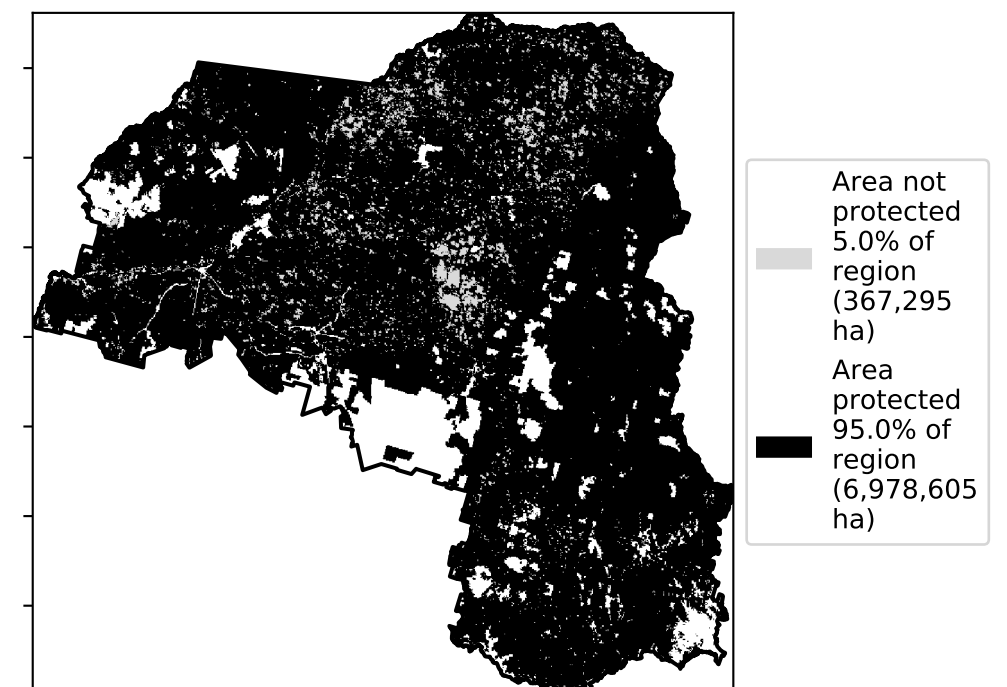 Area not
protected
5.0% of
region
(367,295
ha)
Area
protected
95.0% of
region
(6,978,605
ha)